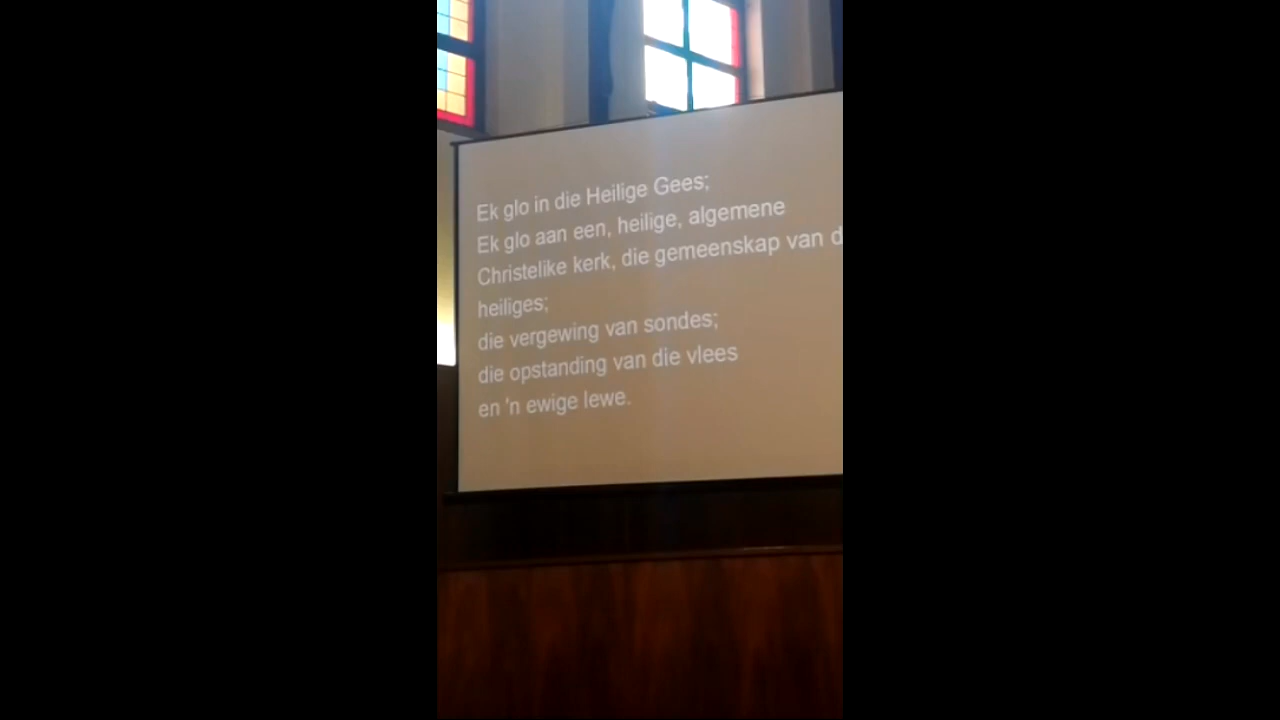 Ek glo in die Heilige Gees;
Ek glo aan een, heilige, algemene
Christelike kerk, die gemeenskap van d
heiliges;
die vergewing van sondes;
die opstanding van die vlees
en 'n ewige lewe.